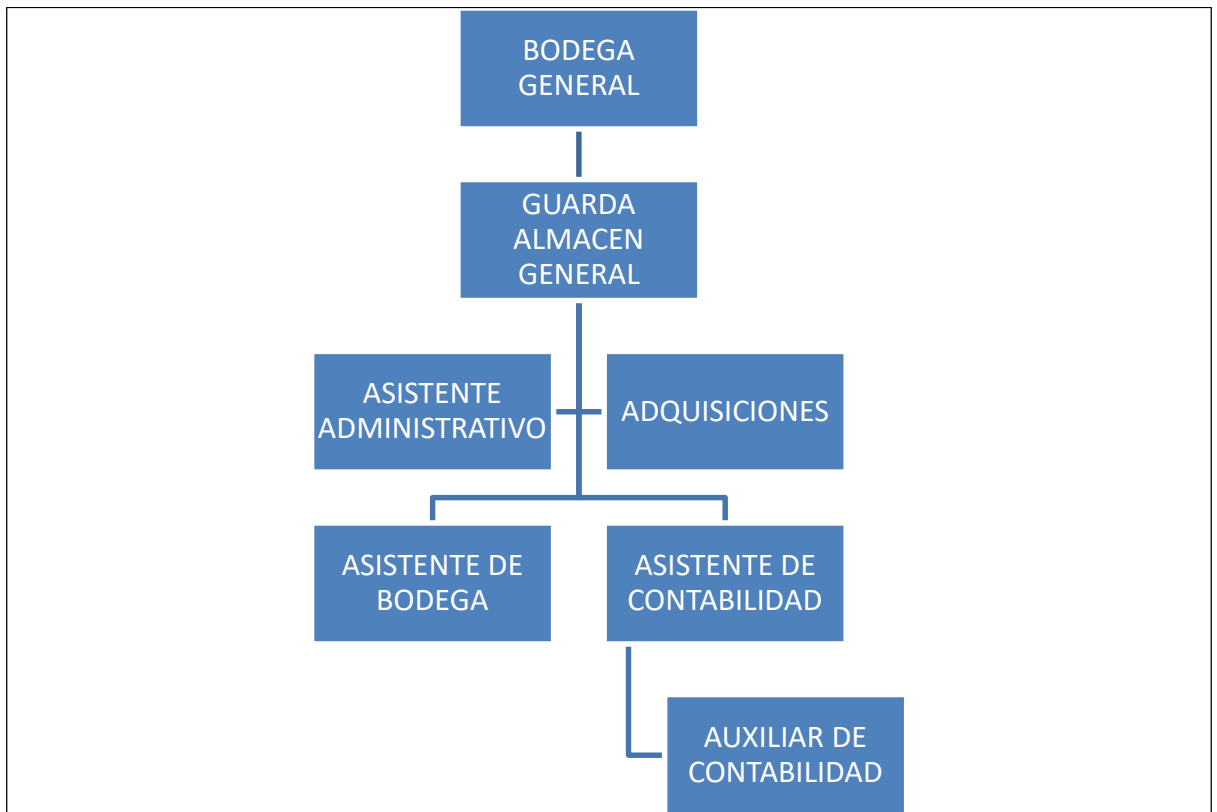 BODEGA
GENERAL
GUARDA
ALMACEN
GENERAL
ASISTENTE
ADMINISTRATIVO
ADQUISICIONES
ASISTENTE DE
BODEGA
ASISTENTE DE
CONTABILIDAD
AUXILIAR DE
CONTABILIDAD